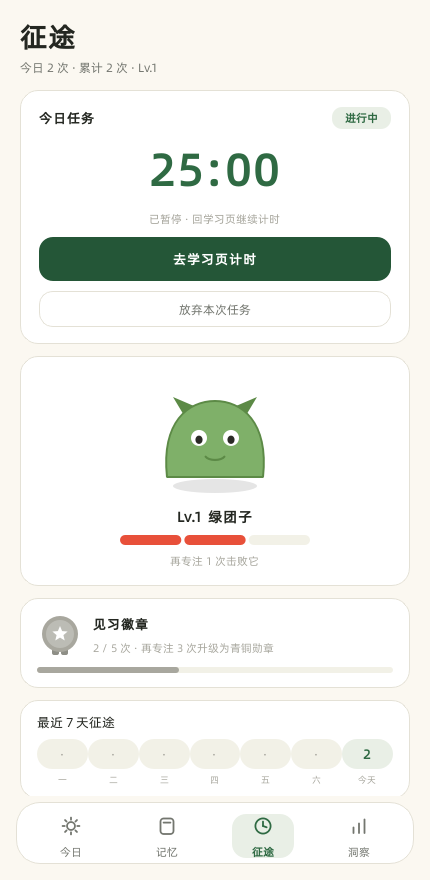 征途
今日 2 次 · 累计 2 次 · Lv.1
今日任务
进行中
25:00
已暂停 · 回学习页继续计时
去学习页计时
放弃本次任务
Lv.1 绿团子
再专注 1 次击败它
见习徽章
2 / 5 次 · 再专注 3 次升级为青铜勋章
最近 7 天征途
· · · · · · 2
一 二 三 四 五 六 今天
今日 记忆 征途 洞察